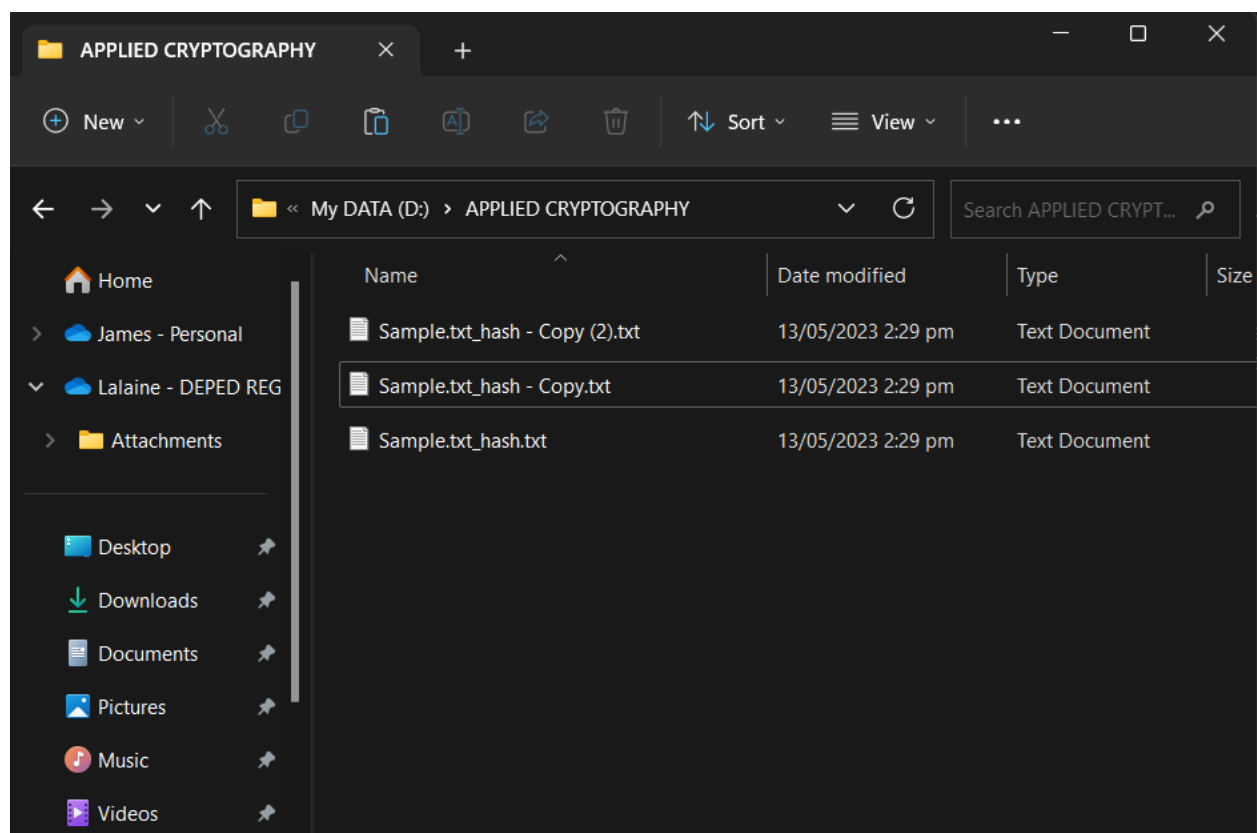 APPLIED CRYPTOGRAPHY
New
Sort
View
My DATA (D:) > APPLIED CRYPTOGRAPHY
Search APPLIED CRYPT...
Home
James - Personal
Lalaine - DEPED REG
Attachments
Desktop
Downloads
Documents
Pictures
Music
Videos
Name Date modified Type Size
Sample.txt_hash - Copy (2).txt 13/05/2023 2:29 pm Text Document
Sample.txt_hash - Copy.txt 13/05/2023 2:29 pm Text Document
Sample.txt_hash.txt 13/05/2023 2:29 pm Text Document